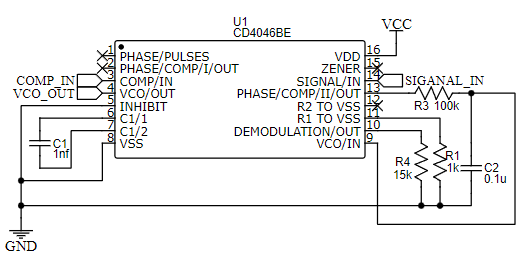 U1
CD4046BE
VCC
1 PHASE/PULSES VDD 16
2 PHASE/COMP/I/OUT ZENER 15
COMP_IN 3 COMP/IN SIGNAL/IN 14 SIGANAL_IN
VCO_OUT 4 VCO/OUT PHASE/COMP/II/OUT 13
R3 100k
5 INHIBIT R2 TO VSS 12
6 C1/1 R1 TO VSS 11
7 C1/2 DEMODULATION/OUT 10
8 VSS VCO/IN 9
C1
1nf
R4
15k
R1
1k
C2
0.1u
GND